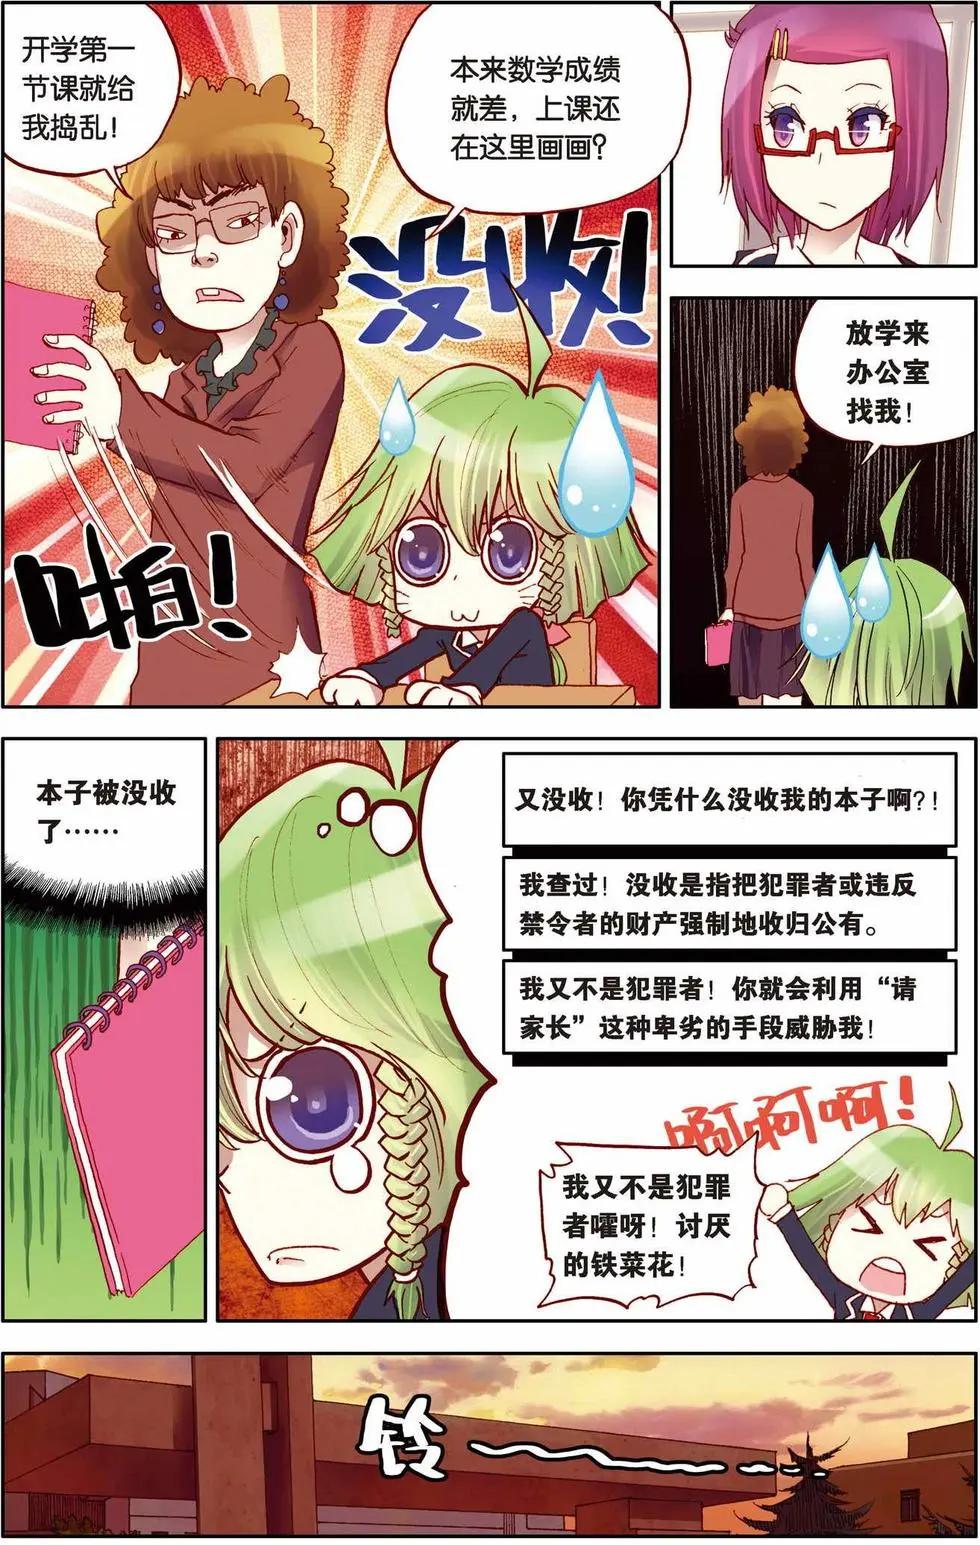 开学第一
节课就给
我捣乱！
本来数学成绩
就差，上课还
在这里画画？
没收！
啪！
放学来
办公室
找我！
本子被没收
了……
又没收！你凭什么没收我的本子啊？！
我查过！没收是指把犯罪者或违反
禁令者的财产强制地收归公有。
我又不是犯罪者！你就会利用“请
家长”这种卑劣的手段威胁我！
啊啊啊！
我又不是犯罪
者嚯呀！讨厌
的铁菜花！
铃